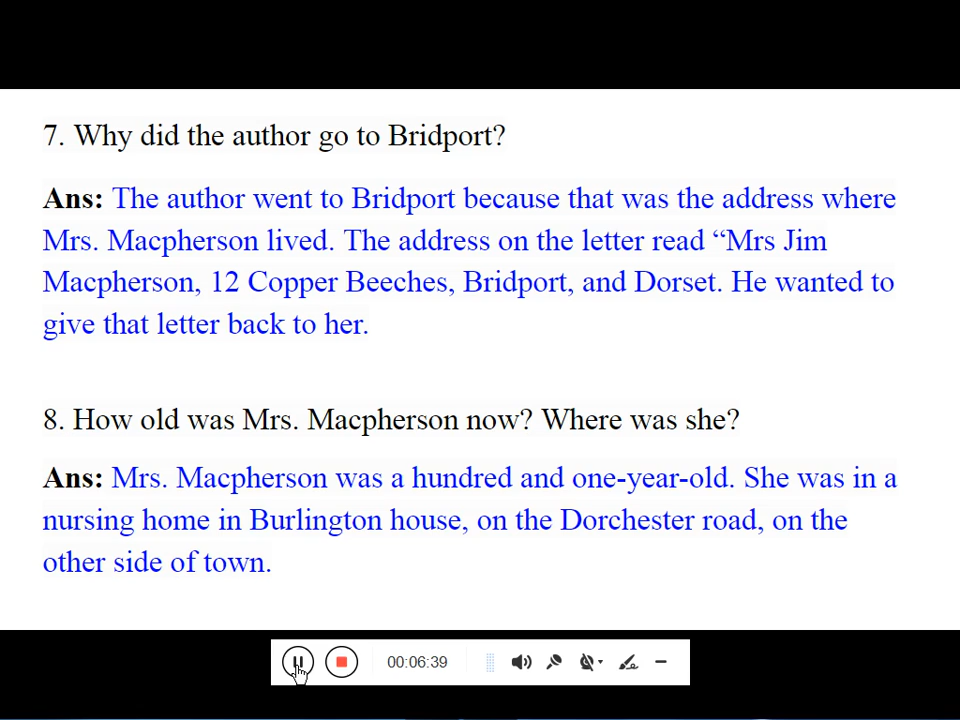 7. Why did the author go to Bridport?
Ans: The author went to Bridport because that was the address where
Mrs. Macpherson lived. The address on the letter read “Mrs Jim
Macpherson, 12 Copper Beeches, Bridport, and Dorset. He wanted to
give that letter back to her.
8. How old was Mrs. Macpherson now? Where was she?
Ans: Mrs. Macpherson was a hundred and one-year-old. She was in a
nursing home in Burlington house, on the Dorchester road, on the
other side of town.
00:06:39